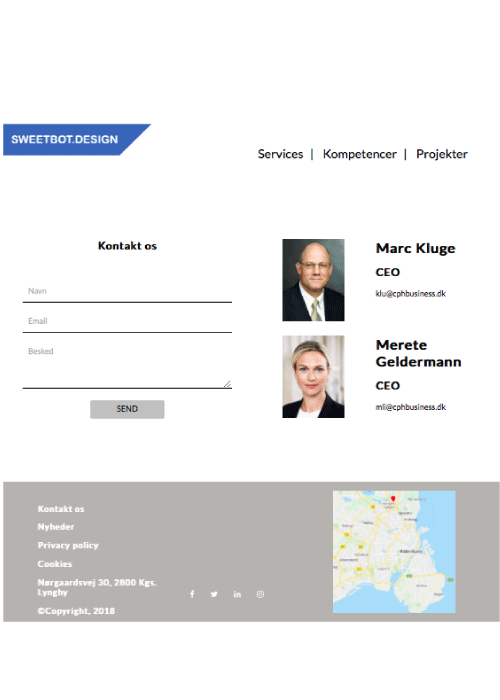 SWEETBOT.DESIGN
Services | Kompetencer | Projekter
Kontakt os
Navn
Email
Besked
SEND
Marc Kluge
CEO
klu@cphbusiness.dk
Merete
Geldermann
CEO
mli@cphbusiness.dk
Kontakt os
Nyheder
Privacy policy
Cookies
Nørgaardsvej 30, 2800 Kgs.
Lyngby
©Copyright, 2018